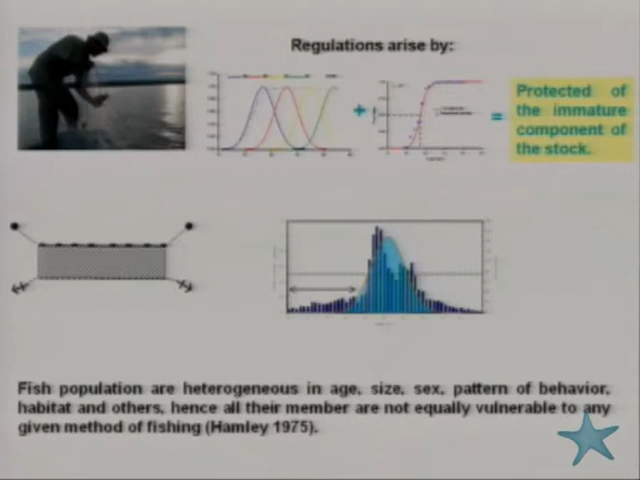 Regulations arise by:
+
=
Protected of
the immature
component of
the stock.
Fish population are heterogeneous in age, size, sex, pattern of behavior,
habitat and others, hence all their member are not equally vulnerable to any
given method of fishing (Hamley 1975).